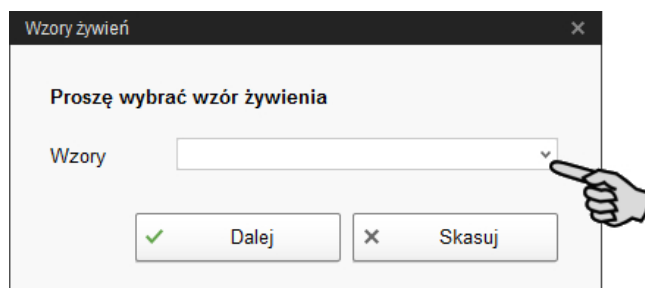 Wzory żywień
Proszę wybrać wzór żywienia
Wzory
Dalej
Skasuj